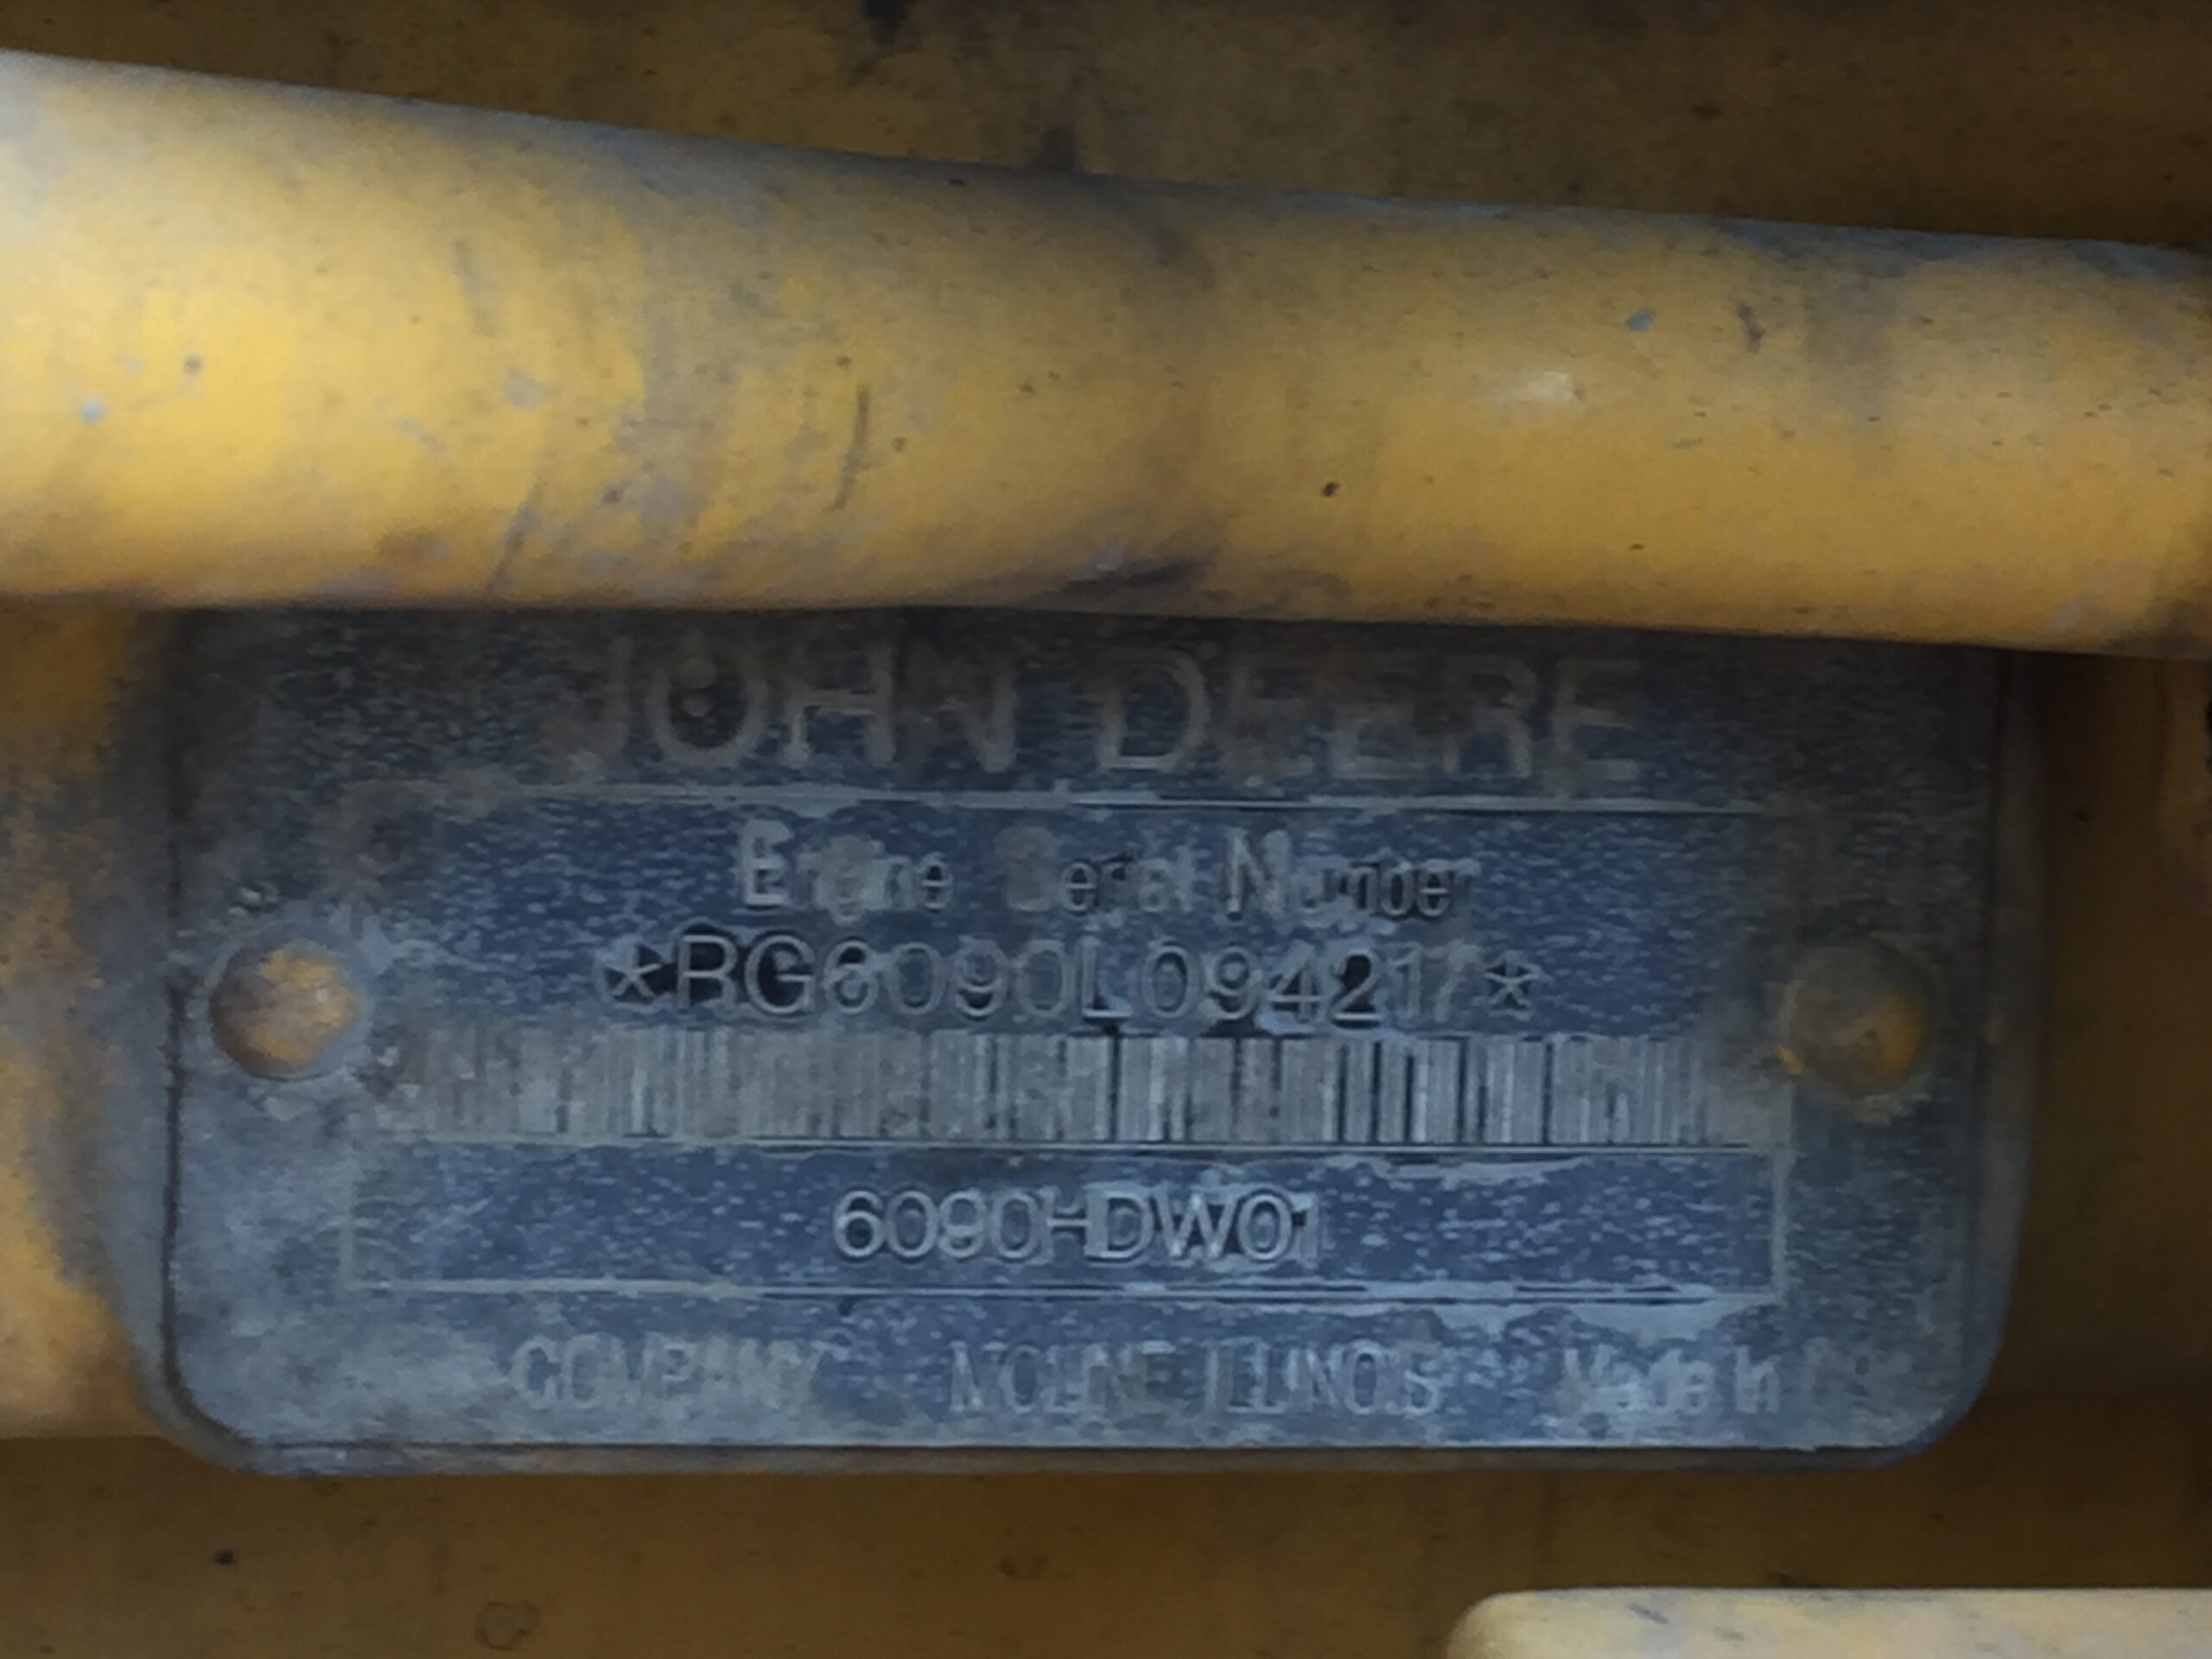 JOHN DEERE
Engine Serial Number
*RG6090L094217*
6090HDW01
COMPANY MOLINE, ILLINOIS Made In